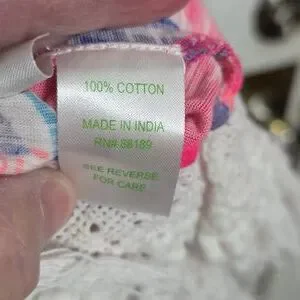 100% COTTON
MADE IN INDIA
RN# 88189
SEE REVERSE
FOR CARE